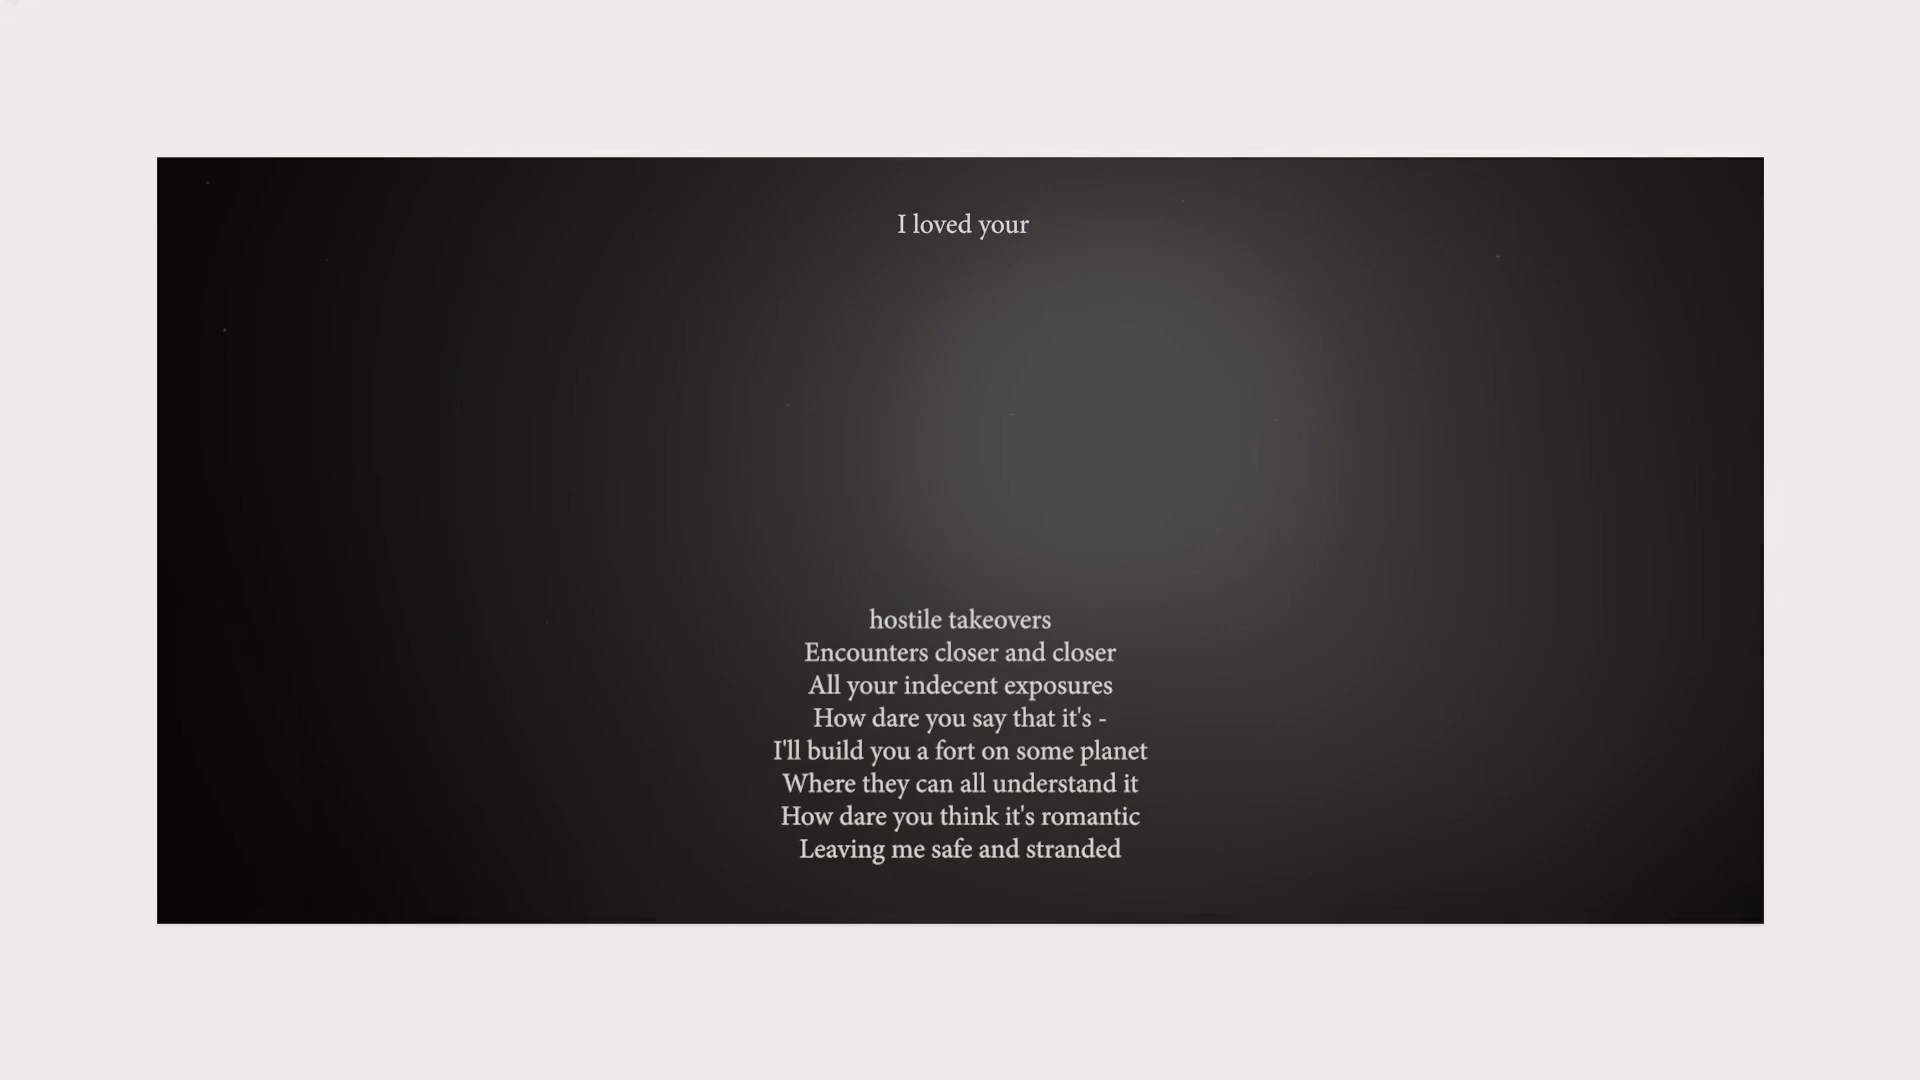 I loved your
hostile takeovers
Encounters closer and closer
All your indecent exposures
How dare you say that it's -
I'll build you a fort on some planet
Where they can all understand it
How dare you think it's romantic
Leaving me safe and stranded